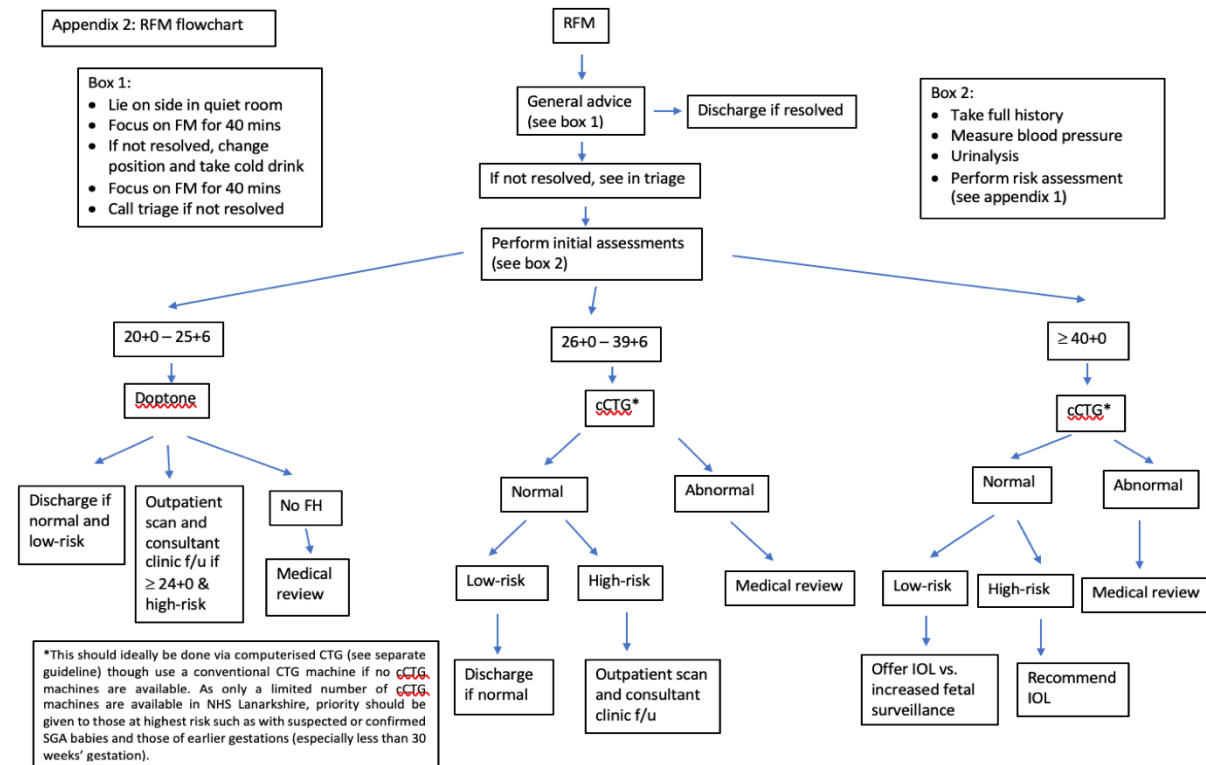 Appendix 2: RFM flowchart
RFM
Box 1:
• Lie on side in quiet room
• Focus on FM for 40 mins
• If not resolved, change
position and take cold drink
• Focus on FM for 40 mins
• Call triage if not resolved
General advice
(see box 1)
Discharge if resolved
Box 2:
• Take full history
• Measure blood pressure
• Urinalysis
• Perform risk assessment
(see appendix 1)
If not resolved, see in triage
Perform initial assessments
(see box 2)
20+0 – 25+6
26+0 – 39+6
≥ 40+0
Doptone
cCTG*
cCTG*
Discharge if
normal and
low-risk
Outpatient
scan and
consultant
clinic f/u if
≥ 24+0 &
high-risk
No FH
Medical
review
Normal
Abnormal
Low-risk
High-risk
Medical review
Discharge
if normal
Outpatient scan
and consultant
clinic f/u
Normal
Abnormal
Low-risk
High-risk
Medical review
Offer IOL vs.
increased fetal
surveillance
Recommend
IOL
*This should ideally be done via computerised CTG (see separate
guideline) though use a conventional CTG machine if no cCTG
machines are available. As only a limited number of cCTG
machines are available in NHS Lanarkshire, priority should be
given to those at highest risk such as with suspected or confirmed
SGA babies and those of earlier gestations (especially less than 30
weeks' gestation).